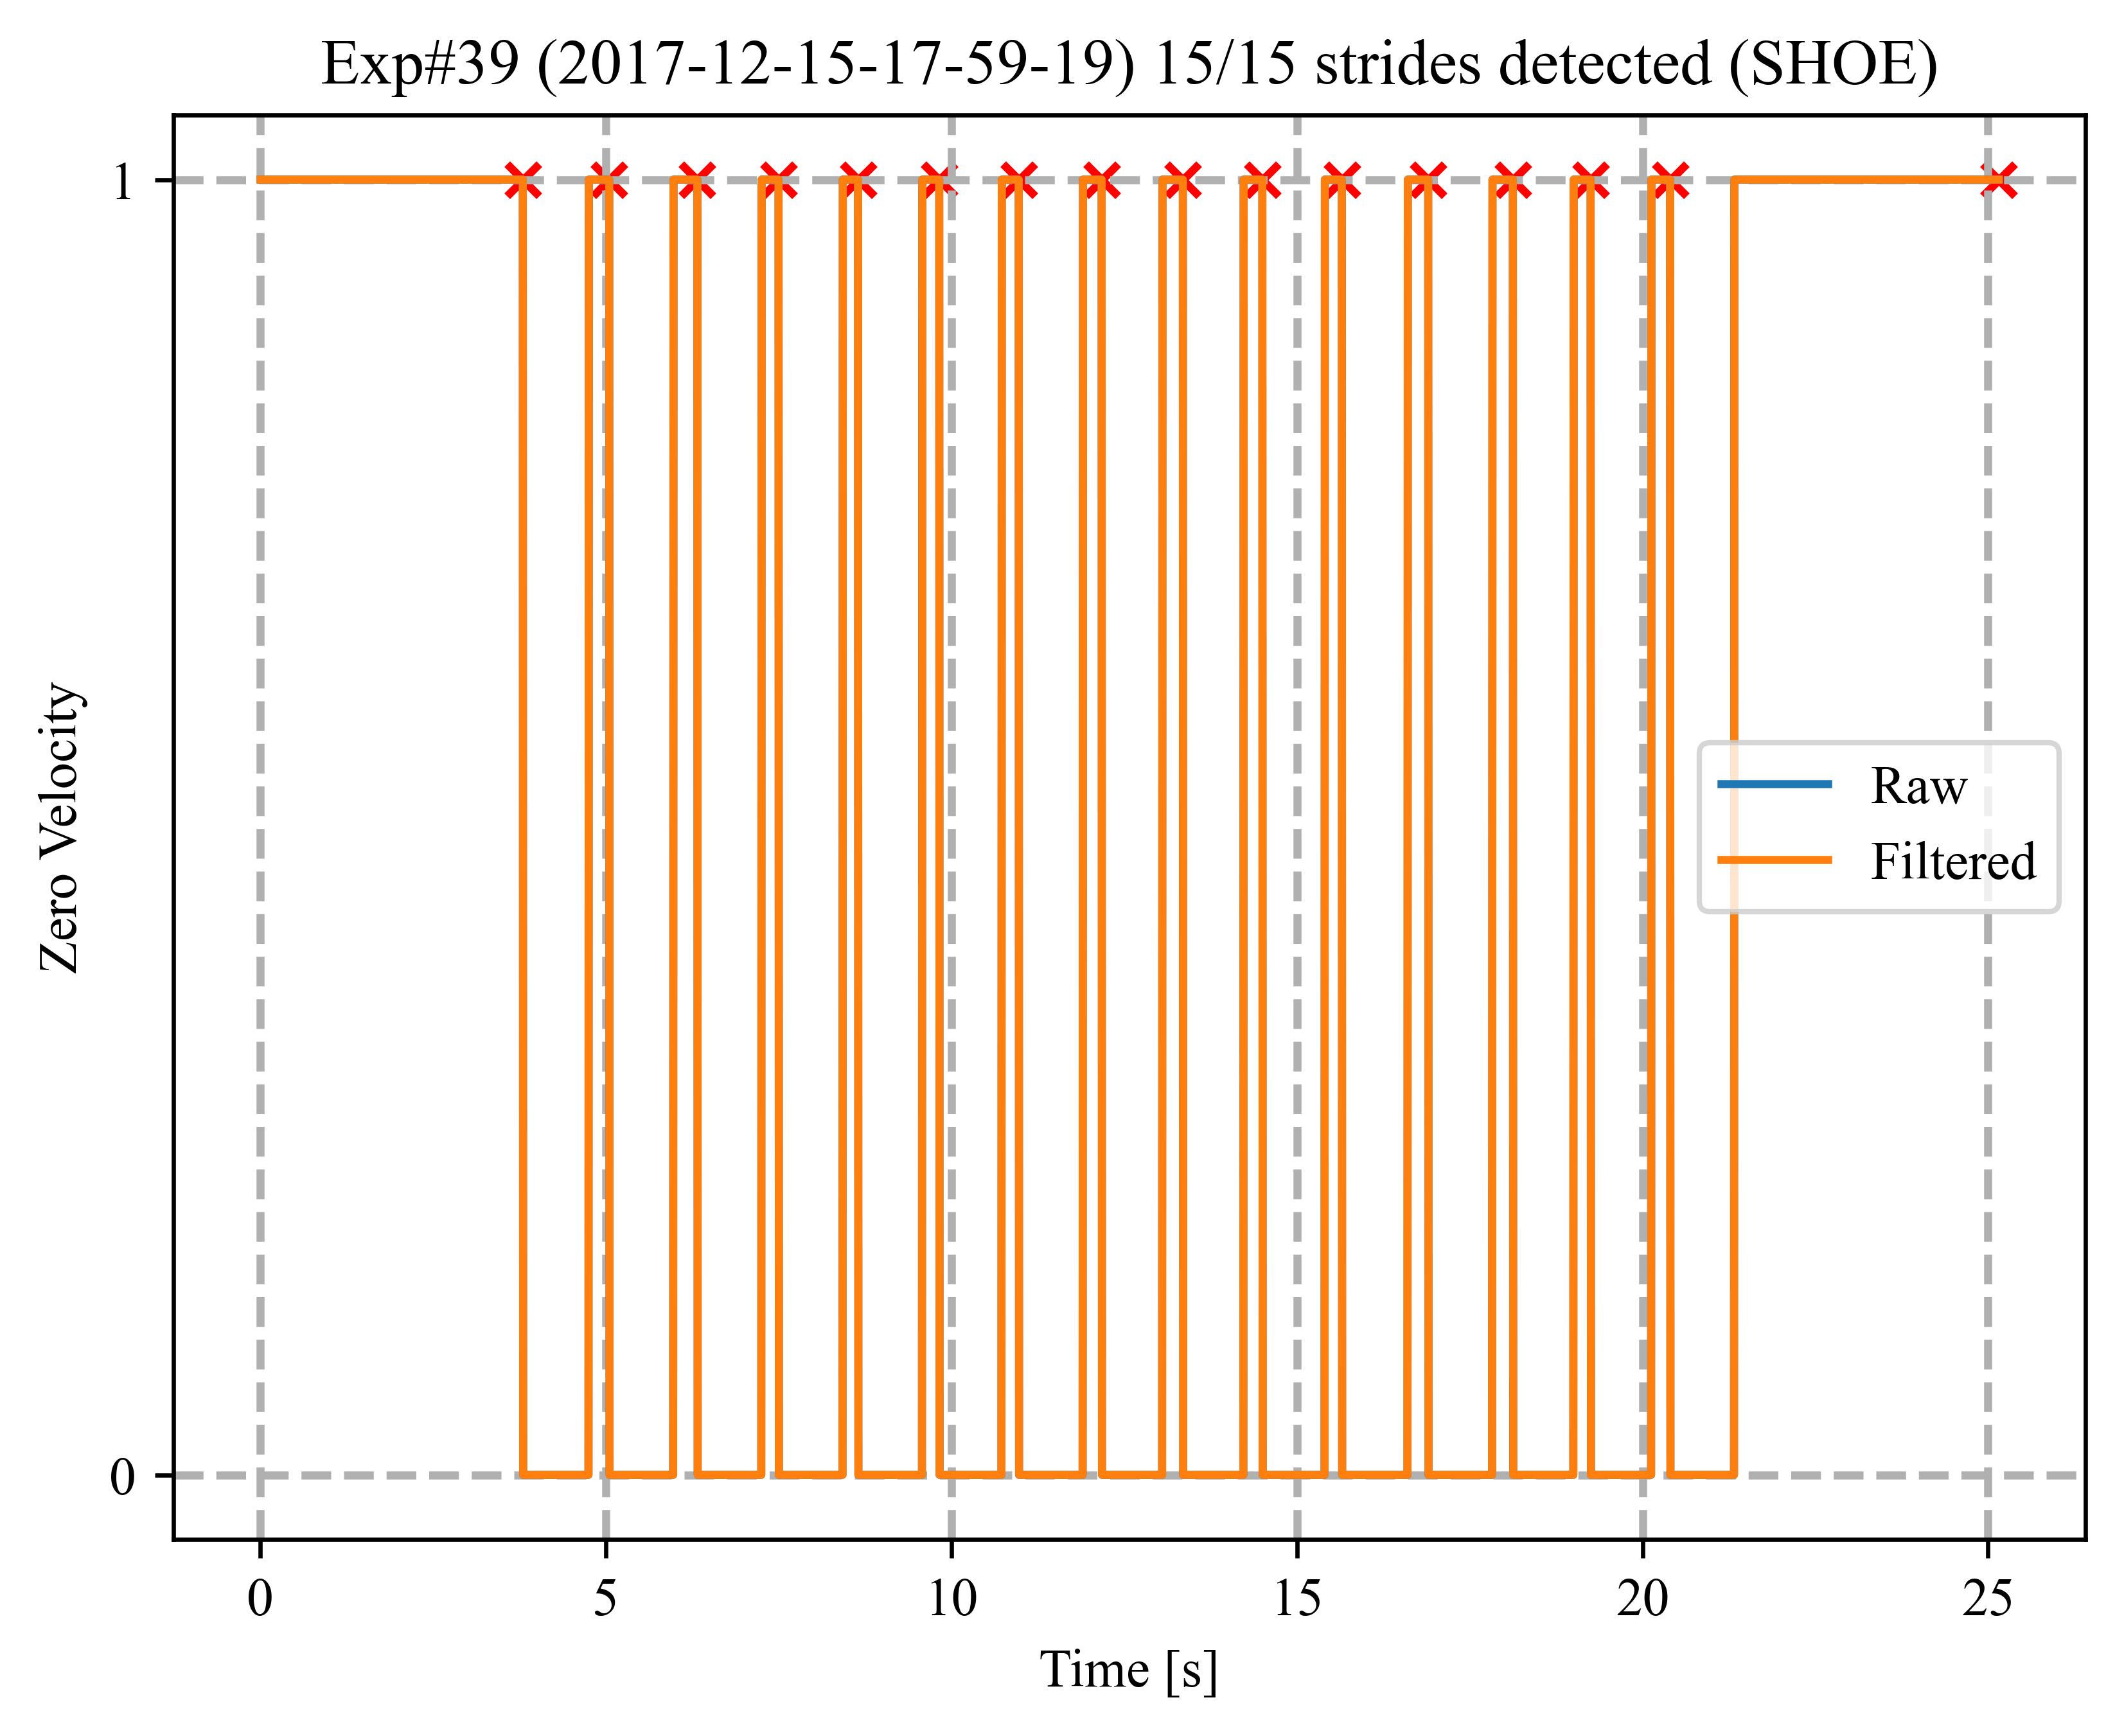 Exp#39 (2017-12-15-17-59-19) 15/15 strides detected (SHOE)
1
Zero Velocity
Raw
Filtered
0
0 5 10 15 20 25
Time [s]